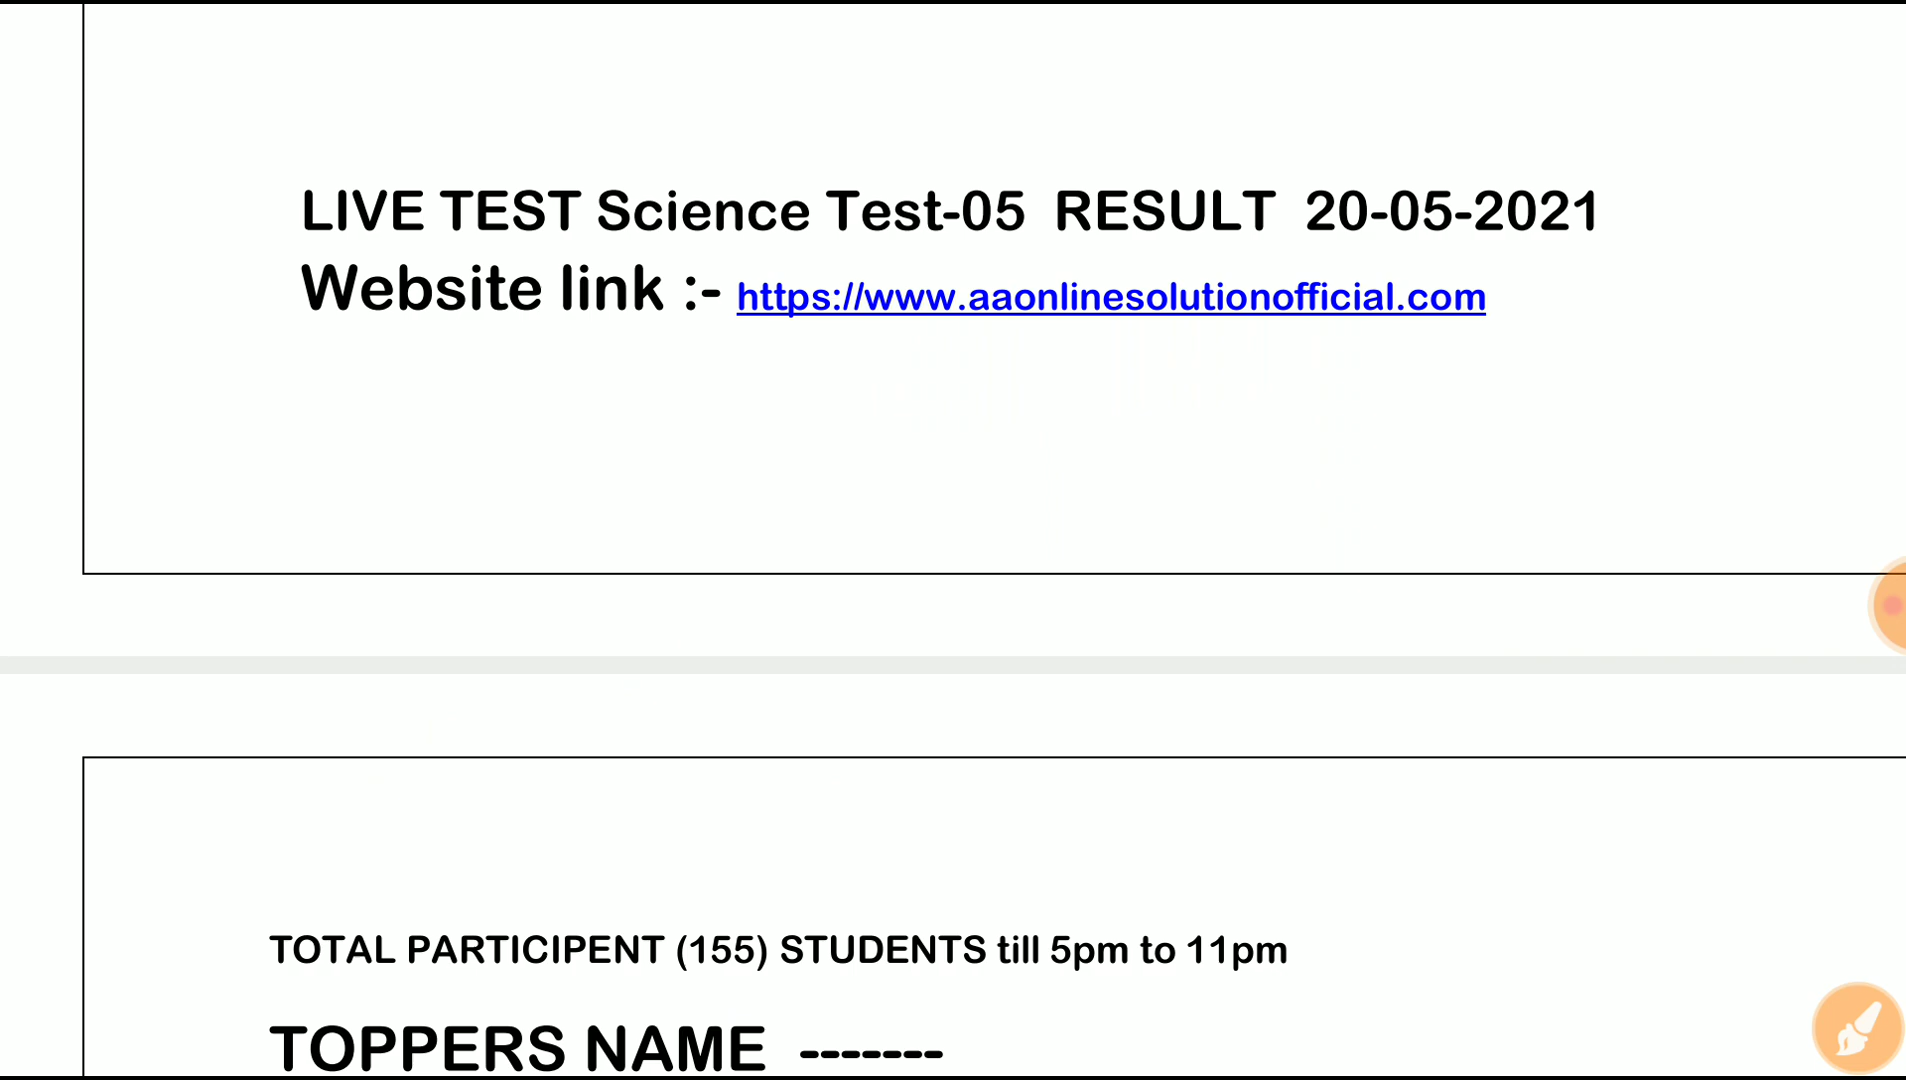 LIVE TEST Science Test-05 RESULT 20-05-2021
Website link :- https://www.aaonlinesolutionofficial.com
TOTAL PARTICIPENT (155) STUDENTS till 5pm to 11pm
TOPPERS NAME -------